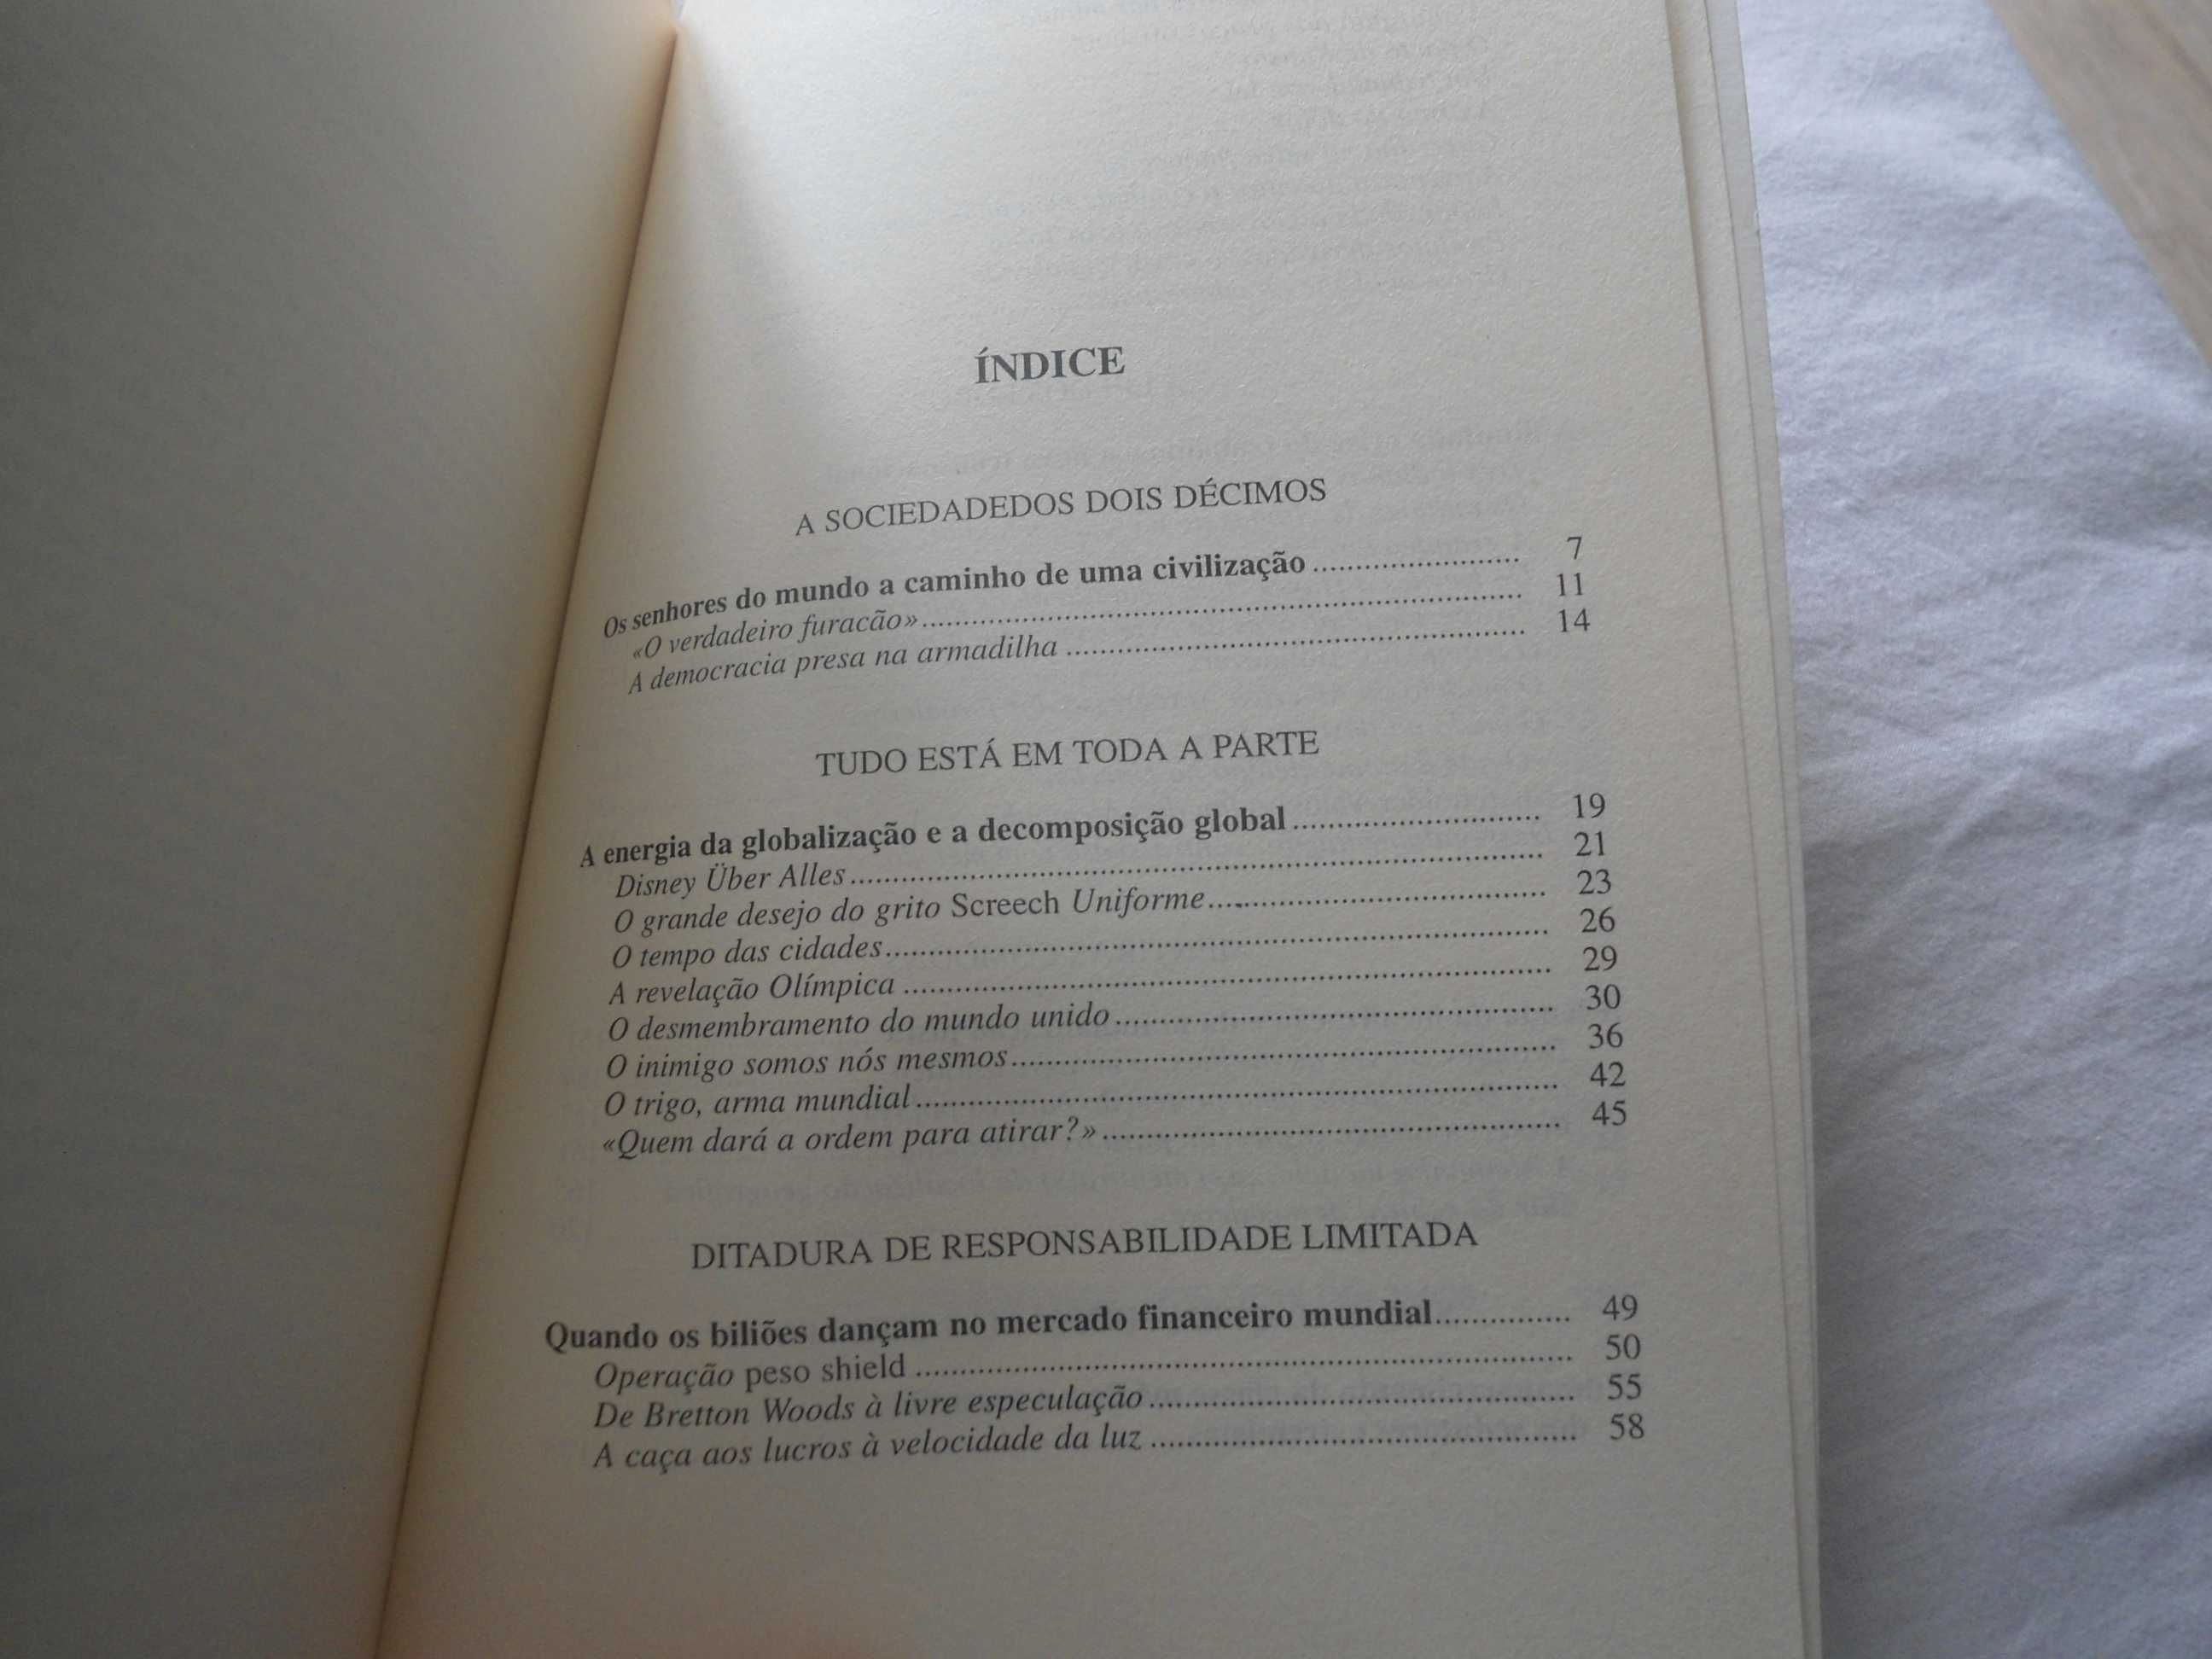 ÍNDICE
A SOCIEDADEDOS DOIS DÉCIMOS
Os senhores do mundo a caminho de uma civilização ........................ 7
«O verdadeiro furacão» ........................ 11
A democracia presa na armadilha ........................ 14
TUDO ESTÁ EM TODA A PARTE
A energia da globalização e a decomposição global ........................ 19
Disney Über Alles ........................ 21
O grande desejo do grito Screech Uniforme ........................ 23
O tempo das cidades ........................ 26
A revelação Olímpica ........................ 29
O desmembramento do mundo unido ........................ 30
O inimigo somos nós mesmos ........................ 36
O trigo, arma mundial ........................ 42
«Quem dará a ordem para atirar?» ........................ 45
DITADURA DE RESPONSABILIDADE LIMITADA
Quando os biliões dançam no mercado financeiro mundial ............... 49
Operação peso shield ........................ 50
De Bretton Woods à livre especulação ........................ 55
A caça aos lucros à velocidade da luz ........................ 58